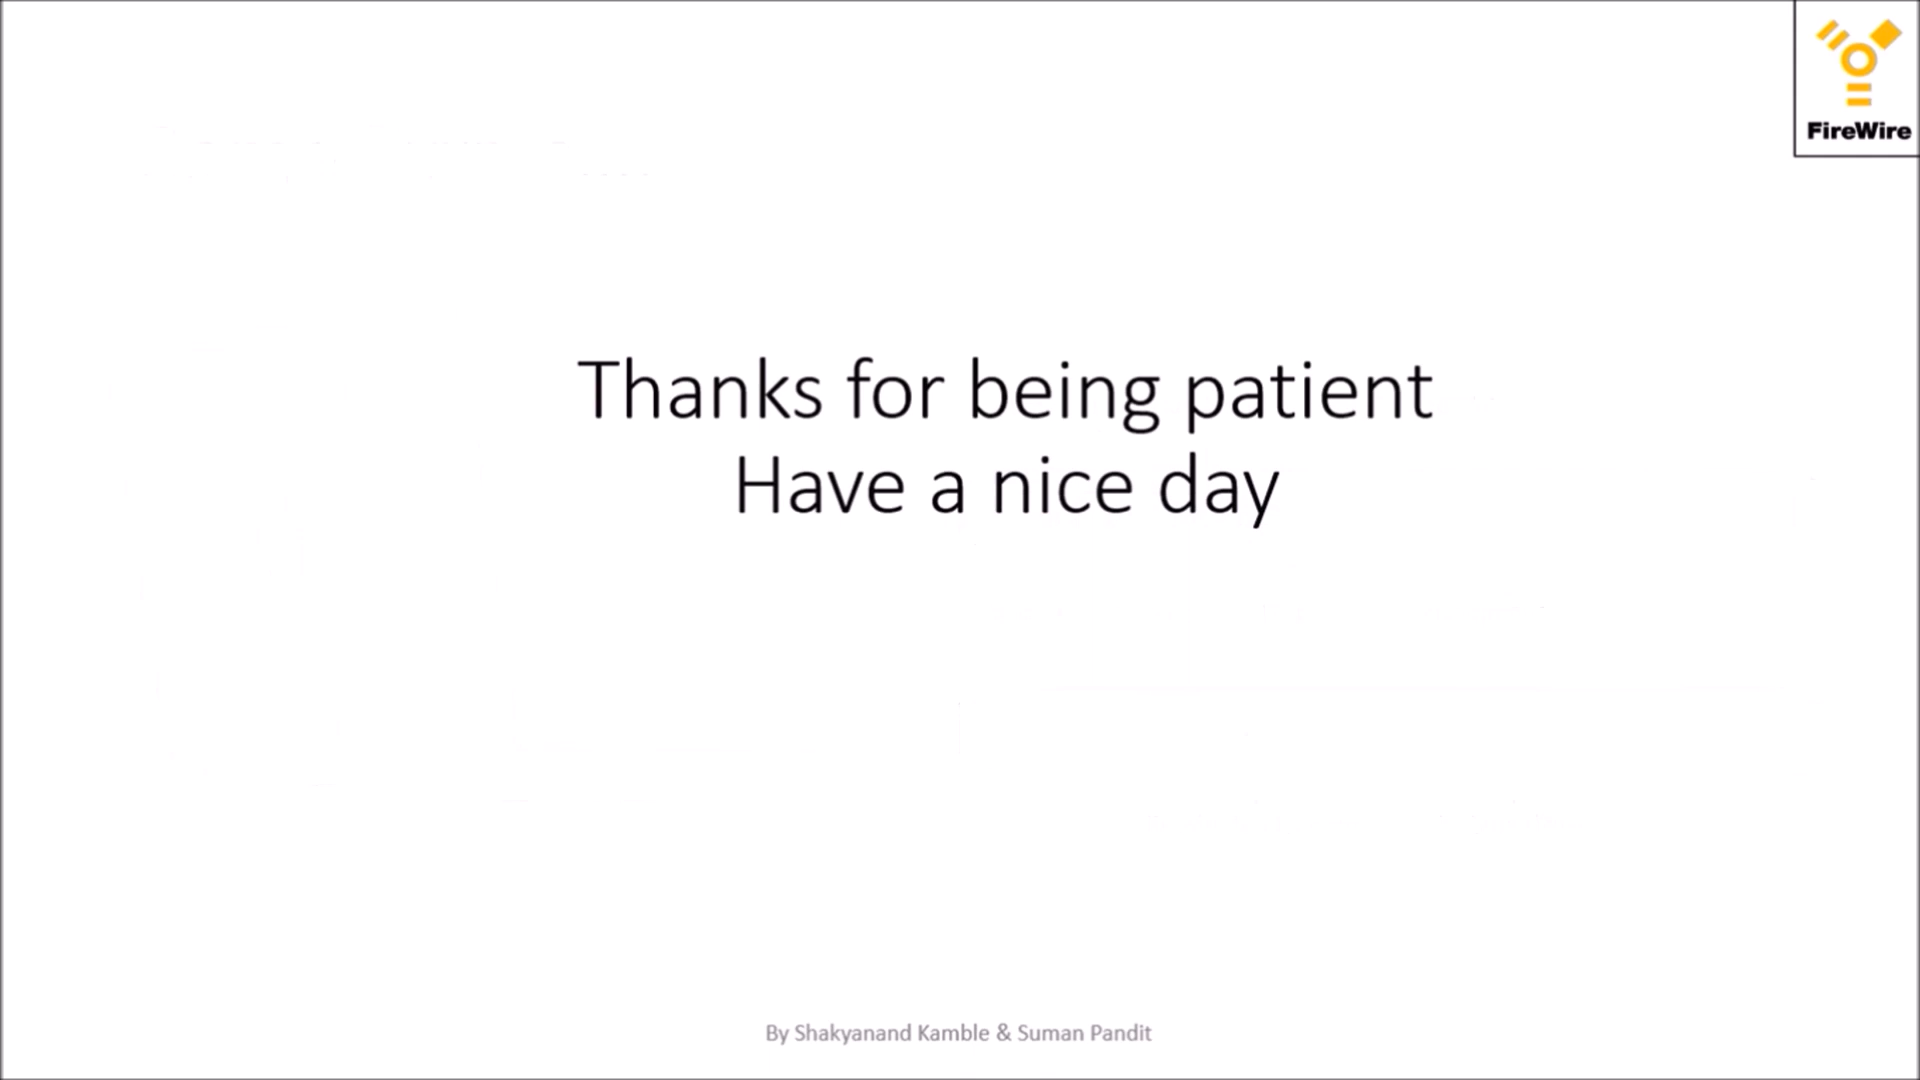 FireWire
Thanks for being patient
Have a nice day
By Shakyanand Kamble & Suman Pandit